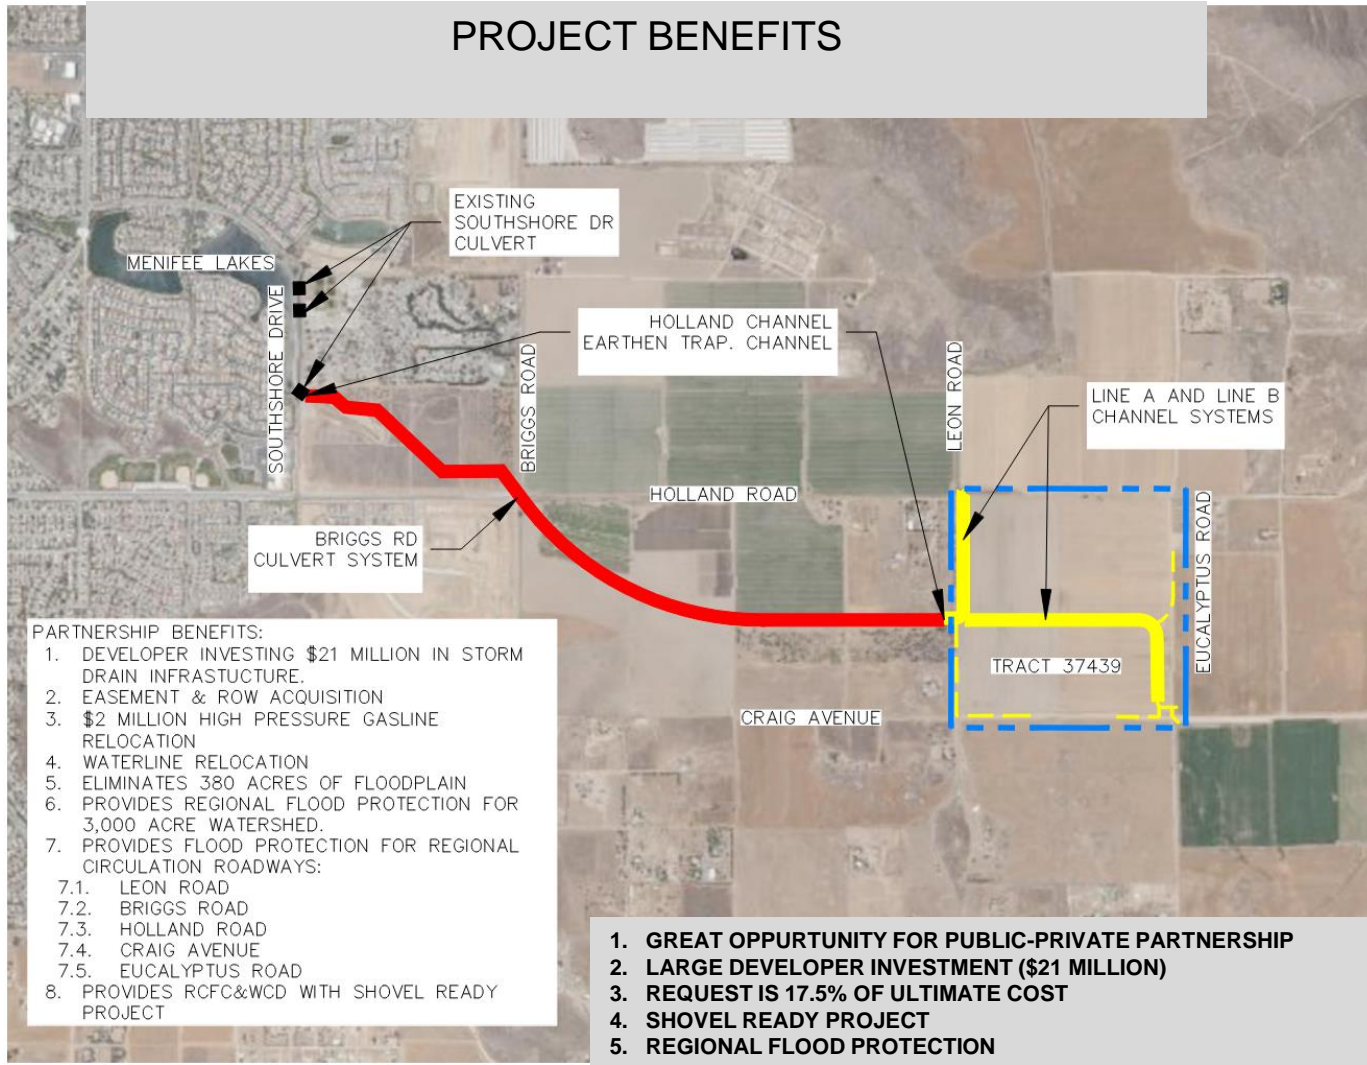 PROJECT BENEFITS
EXISTING
SOUTHSHORE DR
CULVERT
MENIFEE LAKES
SOUTHSHORE DRIVE
HOLLAND CHANNEL
EARTHEN TRAP. CHANNEL
BRIGGS ROAD
LEON ROAD
LINE A AND LINE B
CHANNEL SYSTEMS
HOLLAND ROAD
BRIGGS RD
CULVERT SYSTEM
EUCALYPTUS ROAD
TRACT 37439
CRAIG AVENUE
PARTNERSHIP BENEFITS:
1. DEVELOPER INVESTING $21 MILLION IN STORM
DRAIN INFRASTUCTURE.
2. EASEMENT & ROW ACQUISITION
3. $2 MILLION HIGH PRESSURE GASLINE
RELOCATION
4. WATERLINE RELOCATION
5. ELIMINATES 380 ACRES OF FLOODPLAIN
6. PROVIDES REGIONAL FLOOD PROTECTION FOR
3,000 ACRE WATERSHED.
7. PROVIDES FLOOD PROTECTION FOR REGIONAL
CIRCULATION ROADWAYS:
7.1. LEON ROAD
7.2. BRIGGS ROAD
7.3. HOLLAND ROAD
7.4. CRAIG AVENUE
7.5. EUCALYPTUS ROAD
8. PROVIDES RCFC&WCD WITH SHOVEL READY
PROJECT
1. GREAT OPPURTUNITY FOR PUBLIC-PRIVATE PARTNERSHIP
2. LARGE DEVELOPER INVESTMENT ($21 MILLION)
3. REQUEST IS 17.5% OF ULTIMATE COST
4. SHOVEL READY PROJECT
5. REGIONAL FLOOD PROTECTION